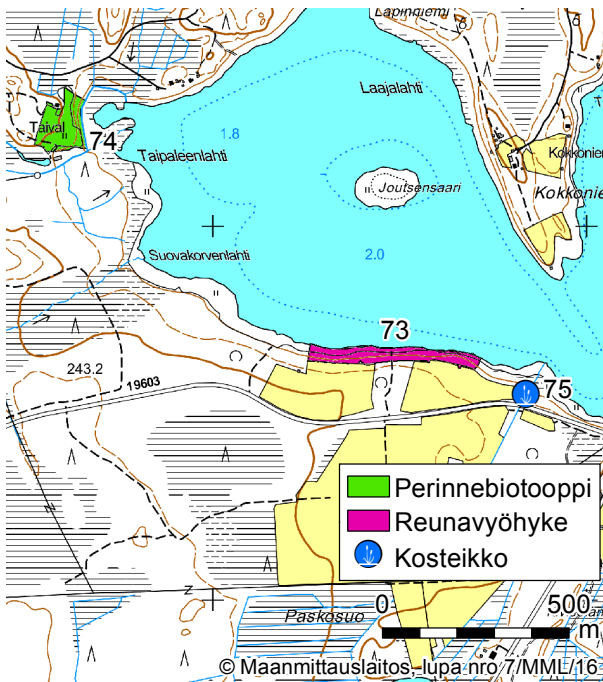 Lapinniemi
Laajalahti
1.8
Taival
74
Taipaleenlahti
Joutsensaari
Kokkonien
Kokkonie
2.0
Suovakorvenlahti
73
243.2
19603
75
Perinnebiotooppi
Reunavyöhyke
Kosteikko
Z
Paskosuo
0 500
m
© Maanmittauslaitos, lupa nro 7/MML/16